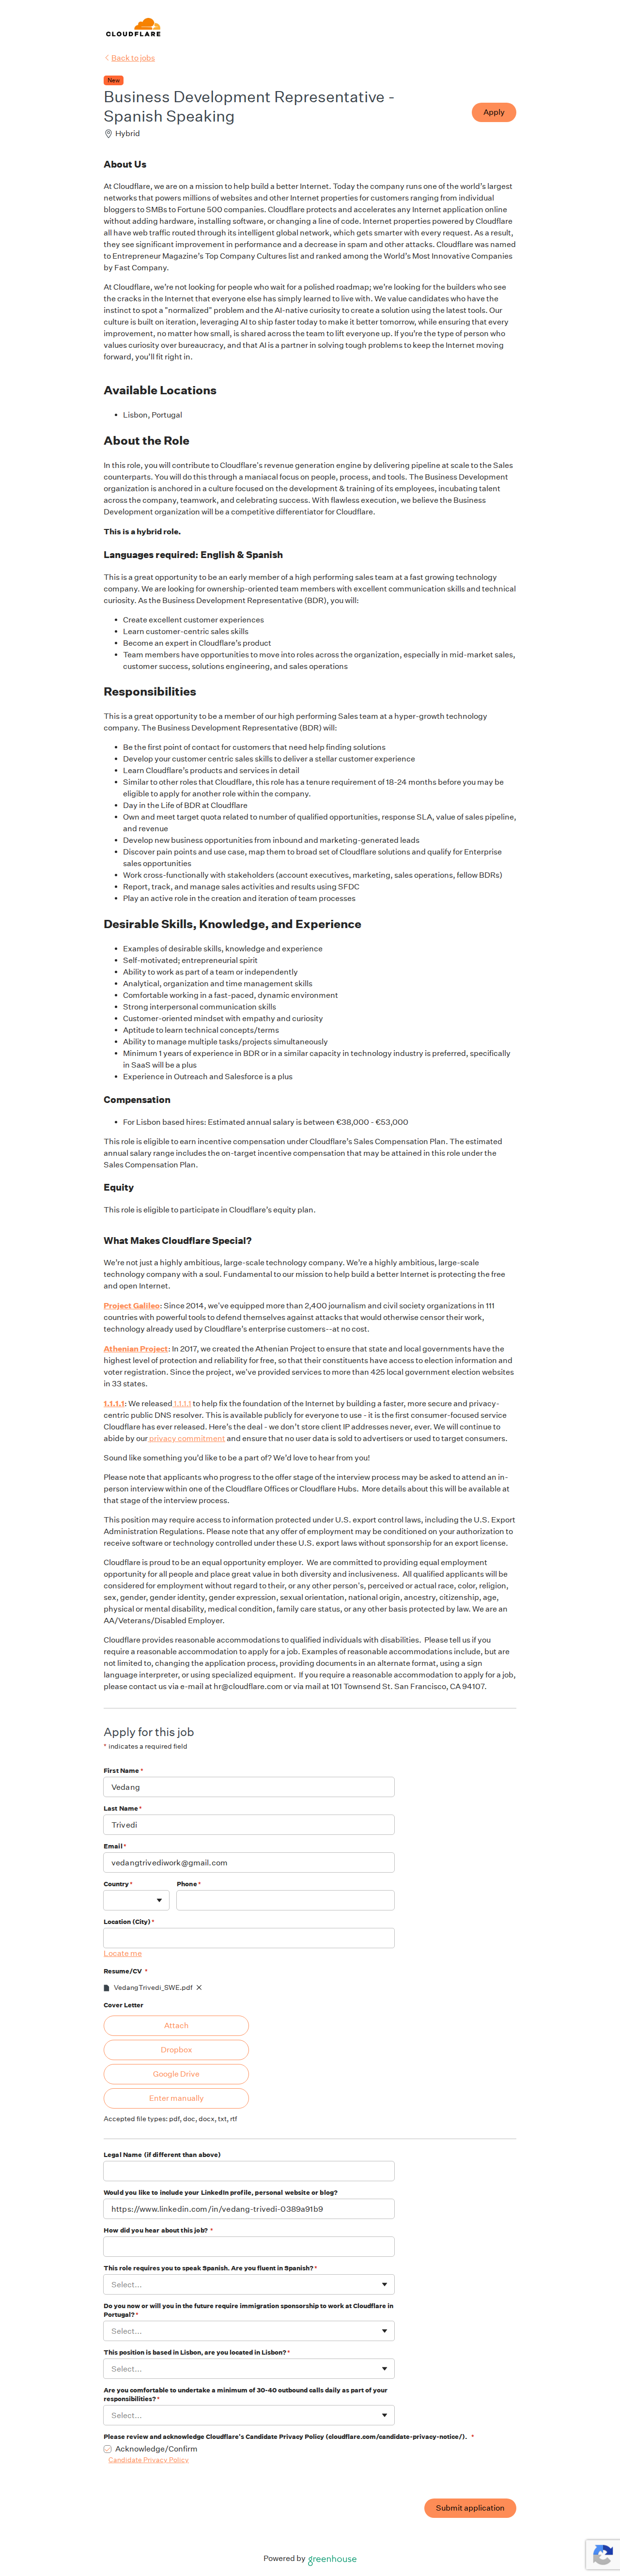 CLOUDFLARE
Back to jobs
New
Business Development Representative -
Spanish Speaking
Apply
Hybrid
About Us
At Cloudflare, we are on a mission to help build a better Internet. Today the company runs one of the world's largest
networks that powers millions of websites and other Internet properties for customers ranging from individual
bloggers to SMBs to Fortune 500 companies. Cloudflare protects and accelerates any Internet application online
without adding hardware, installing software, or changing a line of code. Internet properties powered by Cloudflare
all have web traffic routed through its intelligent global network, which gets smarter with every request. As a result,
they see significant improvement in performance and a decrease in spam and other attacks. Cloudflare was named
to Entrepreneur Magazine's Top Company Cultures list and ranked among the World's Most Innovative Companies
by Fast Company.
At Cloudflare, we're not looking for people who wait for a polished roadmap; we're looking for the builders who see
the cracks in the Internet that everyone else has simply learned to live with. We value candidates who have the
instinct to spot a "normalized" problem and the AI-native curiosity to create a solution using the latest tools. Our
culture is built on iteration, leveraging AI to ship faster today to make it better tomorrow, while ensuring that every
improvement, no matter how small, is shared across the team to lift everyone up. If you're the type of person who
values curiosity over bureaucracy, and that AI is a partner in solving tough problems to keep the Internet moving
forward, you'll fit right in.
Available Locations
• Lisbon, Portugal
About the Role
In this role, you will contribute to Cloudflare's revenue generation engine by delivering pipeline at scale to the Sales
counterparts. You will do this through a maniacal focus on people, process, and tools. The Business Development
organization is anchored in a culture focused on the development & training of its employees, incubating talent
across the company, teamwork, and celebrating success. With flawless execution, we believe the Business
Development organization will be a competitive differentiator for Cloudflare.
This is a hybrid role.
Languages required: English & Spanish
This is a great opportunity to be an early member of a high performing sales team at a fast growing technology
company. We are looking for ownership-oriented team members with excellent communication skills and technical
curiosity. As the Business Development Representative (BDR), you will:
• Create excellent customer experiences
• Learn customer-centric sales skills
• Become an expert in Cloudflare's product
• Team members have opportunities to move into roles across the organization, especially in mid-market sales,
customer success, solutions engineering, and sales operations
Responsibilities
This is a great opportunity to be a member of our high performing Sales team at a hyper-growth technology
company. The Business Development Representative (BDR) will:
• Be the first point of contact for customers that need help finding solutions
• Develop your customer centric sales skills to deliver a stellar customer experience
• Learn Cloudflare's products and services in detail
• Similar to other roles that Cloudflare, this role has a tenure requirement of 18-24 months before you may be
eligible to apply for another role within the company.
• Day in the Life of BDR at Cloudflare
• Own and meet target quota related to number of qualified opportunities, response SLA, value of sales pipeline,
and revenue
• Develop new business opportunities from inbound and marketing-generated leads
• Discover pain points and use case, map them to broad set of Cloudflare solutions and qualify for Enterprise
sales opportunities
• Work cross-functionally with stakeholders (account executives, marketing, sales operations, fellow BDRs)
• Report, track, and manage sales activities and results using SFDC
• Play an active role in the creation and iteration of team processes
Desirable Skills, Knowledge, and Experience
• Examples of desirable skills, knowledge and experience
• Self-motivated; entrepreneurial spirit
• Ability to work as part of a team or independently
• Analytical, organization and time management skills
• Comfortable working in a fast-paced, dynamic environment
• Strong interpersonal communication skills
• Customer-oriented mindset with empathy and curiosity
• Aptitude to learn technical concepts/terms
• Ability to manage multiple tasks/projects simultaneously
• Minimum 1 years of experience in BDR or in a similar capacity in technology industry is preferred, specifically
in SaaS will be a plus
• Experience in Outreach and Salesforce is a plus
Compensation
• For Lisbon based hires: Estimated annual salary is between €38,000 - €53,000
This role is eligible to earn incentive compensation under Cloudflare's Sales Compensation Plan. The estimated
annual salary range includes the on-target incentive compensation that may be attained in this role under the
Sales Compensation Plan.
Equity
This role is eligible to participate in Cloudflare's equity plan.
What Makes Cloudflare Special?
We're not just a highly ambitious, large-scale technology company. We're a highly ambitious, large-scale
technology company with a soul. Fundamental to our mission to help build a better Internet is protecting the free
and open Internet.
Project Galileo: Since 2014, we've equipped more than 2,400 journalism and civil society organizations in 111
countries with powerful tools to defend themselves against attacks that would otherwise censor their work,
technology already used by Cloudflare's enterprise customers--at no cost.
Athenian Project: In 2017, we created the Athenian Project to ensure that state and local governments have the
highest level of protection and reliability for free, so that their constituents have access to election information and
voter registration. Since the project, we've provided services to more than 425 local government election websites
in 33 states.
1.1.1.1: We released 1.1.1.1 to help fix the foundation of the Internet by building a faster, more secure and privacy-
centric public DNS resolver. This is available publicly for everyone to use - it is the first consumer-focused service
Cloudflare has ever released. Here's the deal - we don't store client IP addresses never, ever. We will continue to
abide by our privacy commitment and ensure that no user data is sold to advertisers or used to target consumers.
Sound like something you'd like to be a part of? We'd love to hear from you!
Please note that applicants who progress to the offer stage of the interview process may be asked to attend an in-
person interview within one of the Cloudflare Offices or Cloudflare Hubs. More details about this will be available at
that stage of the interview process.
This position may require access to information protected under U.S. export control laws, including the U.S. Export
Administration Regulations. Please note that any offer of employment may be conditioned on your authorization to
receive software or technology controlled under these U.S. export laws without sponsorship for an export license.
Cloudflare is proud to be an equal opportunity employer. We are committed to providing equal employment
opportunity for all people and place great value in both diversity and inclusiveness. All qualified applicants will be
considered for employment without regard to their, or any other person's, perceived or actual race, color, religion,
sex, gender, gender identity, gender expression, sexual orientation, national origin, ancestry, citizenship, age,
physical or mental disability, medical condition, family care status, or any other basis protected by law. We are an
AA/Veterans/Disabled Employer.
Cloudflare provides reasonable accommodations to qualified individuals with disabilities. Please tell us if you
require a reasonable accommodation to apply for a job. Examples of reasonable accommodations include, but are
not limited to, changing the application process, providing documents in an alternate format, using a sign
language interpreter, or using specialized equipment. If you require a reasonable accommodation to apply for a job,
please contact us via e-mail at hr@cloudflare.com or via mail at 101 Townsend St. San Francisco, CA 94107.
Apply for this job
* indicates a required field
First Name *
Vedang
Last Name *
Trivedi
Email *
vedangtrivediwork@gmail.com
Country * Phone *
Location (City) *
Locate me
Resume/CV *
VedangTrivedi_SWE.pdf
Cover Letter
Attach
Dropbox
Google Drive
Enter manually
Accepted file types: pdf, doc, docx, txt, rtf
Legal Name (if different than above)
Would you like to include your LinkedIn profile, personal website or blog?
https://www.linkedin.com/in/vedang-trivedi-0389a91b9
How did you hear about this job? *
This role requires you to speak Spanish. Are you fluent in Spanish? *
Select...
Do you now or will you in the future require immigration sponsorship to work at Cloudflare in
Portugal? *
Select...
This position is based in Lisbon, are you located in Lisbon? *
Select...
Are you comfortable to undertake a minimum of 30-40 outbound calls daily as part of your
responsibilities? *
Select...
Please review and acknowledge Cloudflare's Candidate Privacy Policy (cloudflare.com/candidate-privacy-notice/). *
Acknowledge/Confirm
Candidate Privacy Policy
Submit application
Powered by greenhouse